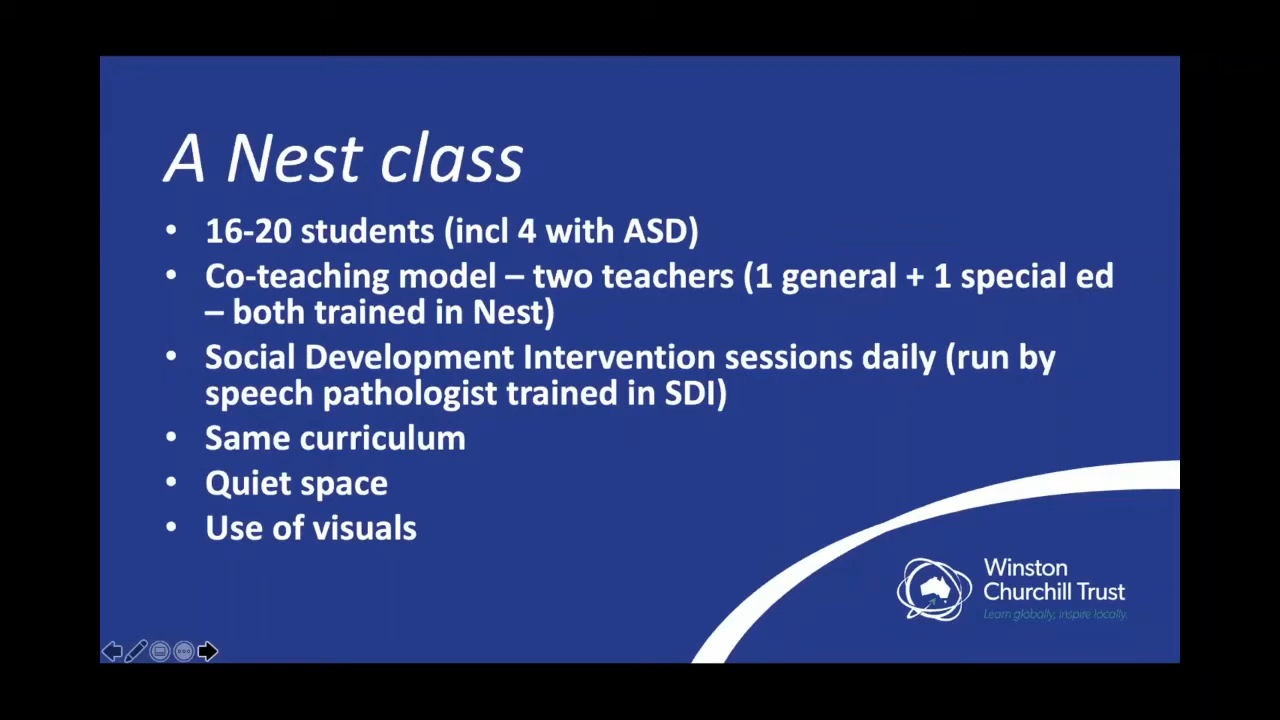 A Nest class
• 16-20 students (incl 4 with ASD)
• Co-teaching model – two teachers (1 general + 1 special ed
– both trained in Nest)
• Social Development Intervention sessions daily (run by
speech pathologist trained in SDI)
• Same curriculum
• Quiet space
• Use of visuals
Winston
Churchill Trust
Learn globally, inspire locally.